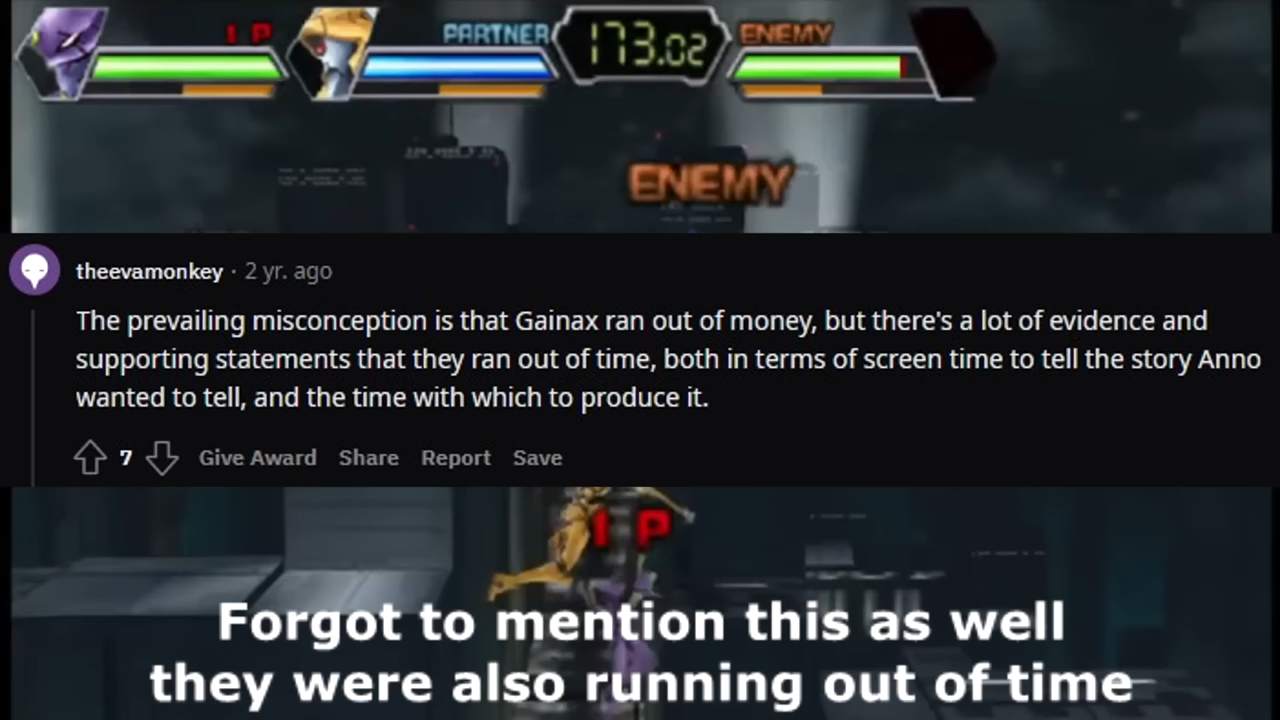 1P PARTNER 173.02 ENEMY
ENEMY
theevamonkey · 2 yr. ago
The prevailing misconception is that Gainax ran out of money, but there's a lot of evidence and
supporting statements that they ran out of time, both in terms of screen time to tell the story Anno
wanted to tell, and the time with which to produce it.
7 Give Award Share Report Save
1P
Forgot to mention this as well
they were also running out of time